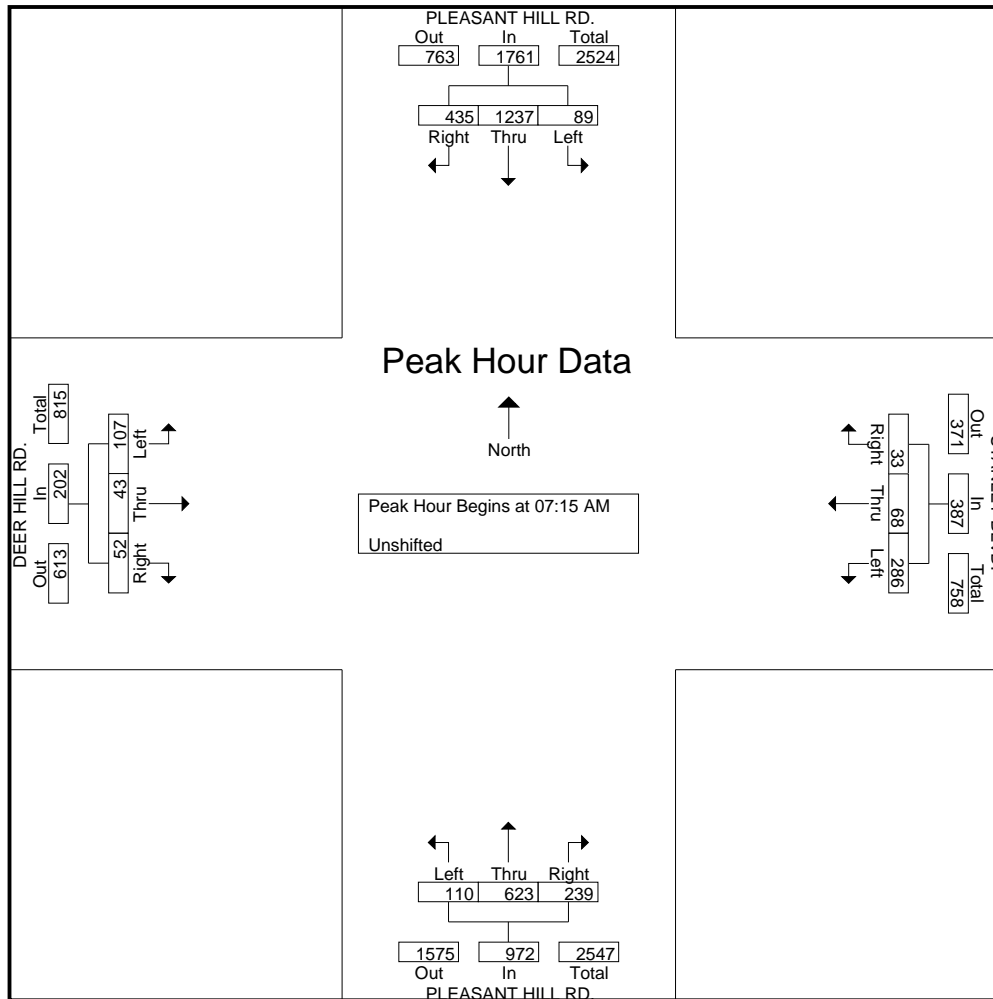 PLEASANT HILL RD.
Out In Total
763 1761 2524
435 1237 89
Right Thru Left
Peak Hour Data
North
Peak Hour Begins at 07:15 AM
Unshifted
DEER HILL RD.
Total In Out
815 202 613
107 43 52
Left Thru Right
Right Thru Left
33 68 286
371 387 758
Out In Total
Left Thru Right
110 623 239
1575 972 2547
Out In Total
PLEASANT HILL RD.